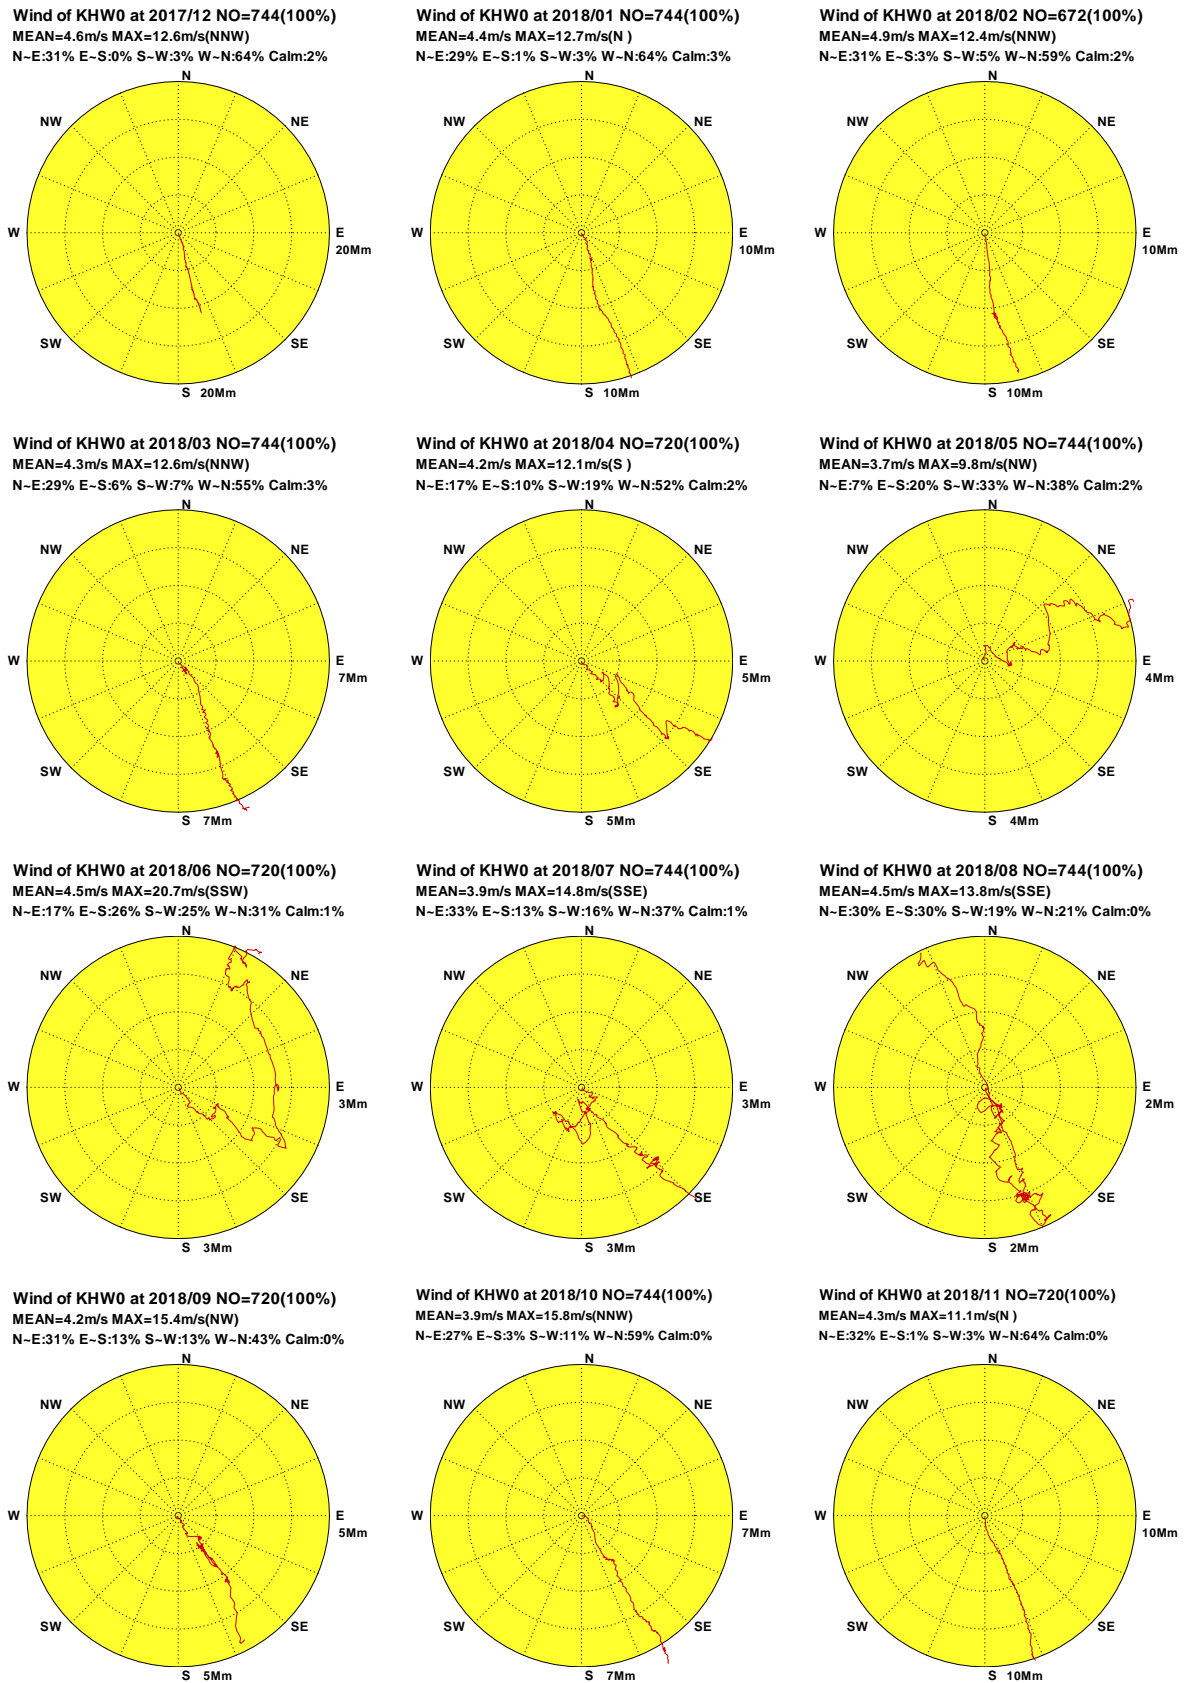 Wind of KHW0 at 2017/12 NO=744(100%)
MEAN=4.6m/s MAX=12.6m/s(NNW)
N~E:31% E~S:0% S~W:3% W~N:64% Calm:2%
N
NW
NE
W
E
20Mm
SW
SE
S 20Mm
Wind of KHW0 at 2018/01 NO=744(100%)
MEAN=4.4m/s MAX=12.7m/s(N )
N~E:29% E~S:1% S~W:3% W~N:64% Calm:3%
N
NW
NE
W
E
10Mm
SW
SE
S 10Mm
Wind of KHW0 at 2018/02 NO=672(100%)
MEAN=4.9m/s MAX=12.4m/s(NNW)
N~E:31% E~S:3% S~W:5% W~N:59% Calm:2%
N
NW
NE
W
E
10Mm
SW
SE
S 10Mm
Wind of KHW0 at 2018/03 NO=744(100%)
MEAN=4.3m/s MAX=12.6m/s(NNW)
N~E:29% E~S:6% S~W:7% W~N:55% Calm:3%
N
NW
NE
W
E
7Mm
SW
SE
S 7Mm
Wind of KHW0 at 2018/04 NO=720(100%)
MEAN=4.2m/s MAX=12.1m/s(S )
N~E:17% E~S:10% S~W:19% W~N:52% Calm:2%
N
NW
NE
W
E
5Mm
SW
SE
S 5Mm
Wind of KHW0 at 2018/05 NO=744(100%)
MEAN=3.7m/s MAX=9.8m/s(NW)
N~E:7% E~S:20% S~W:33% W~N:38% Calm:2%
N
NW
NE
W
E
4Mm
SW
SE
S 4Mm
Wind of KHW0 at 2018/06 NO=720(100%)
MEAN=4.5m/s MAX=20.7m/s(SSW)
N~E:17% E~S:26% S~W:25% W~N:31% Calm:1%
N
NW
NE
W
E
3Mm
SW
SE
S 3Mm
Wind of KHW0 at 2018/07 NO=744(100%)
MEAN=3.9m/s MAX=14.8m/s(SSE)
N~E:33% E~S:13% S~W:16% W~N:37% Calm:1%
N
NW
NE
W
E
3Mm
SW
SE
S 3Mm
Wind of KHW0 at 2018/08 NO=744(100%)
MEAN=4.5m/s MAX=13.8m/s(SSE)
N~E:30% E~S:30% S~W:19% W~N:21% Calm:0%
N
NW
NE
W
E
2Mm
SW
SE
S 2Mm
Wind of KHW0 at 2018/09 NO=720(100%)
MEAN=4.2m/s MAX=15.4m/s(NW)
N~E:31% E~S:13% S~W:13% W~N:43% Calm:0%
N
NW
NE
W
E
5Mm
SW
SE
S 5Mm
Wind of KHW0 at 2018/10 NO=744(100%)
MEAN=3.9m/s MAX=15.8m/s(NNW)
N~E:27% E~S:3% S~W:11% W~N:59% Calm:0%
N
NW
NE
W
E
7Mm
SW
SE
S 7Mm
Wind of KHW0 at 2018/11 NO=720(100%)
MEAN=4.3m/s MAX=11.1m/s(N )
N~E:32% E~S:1% S~W:3% W~N:64% Calm:0%
N
NW
NE
W
E
10Mm
SW
SE
S 10Mm